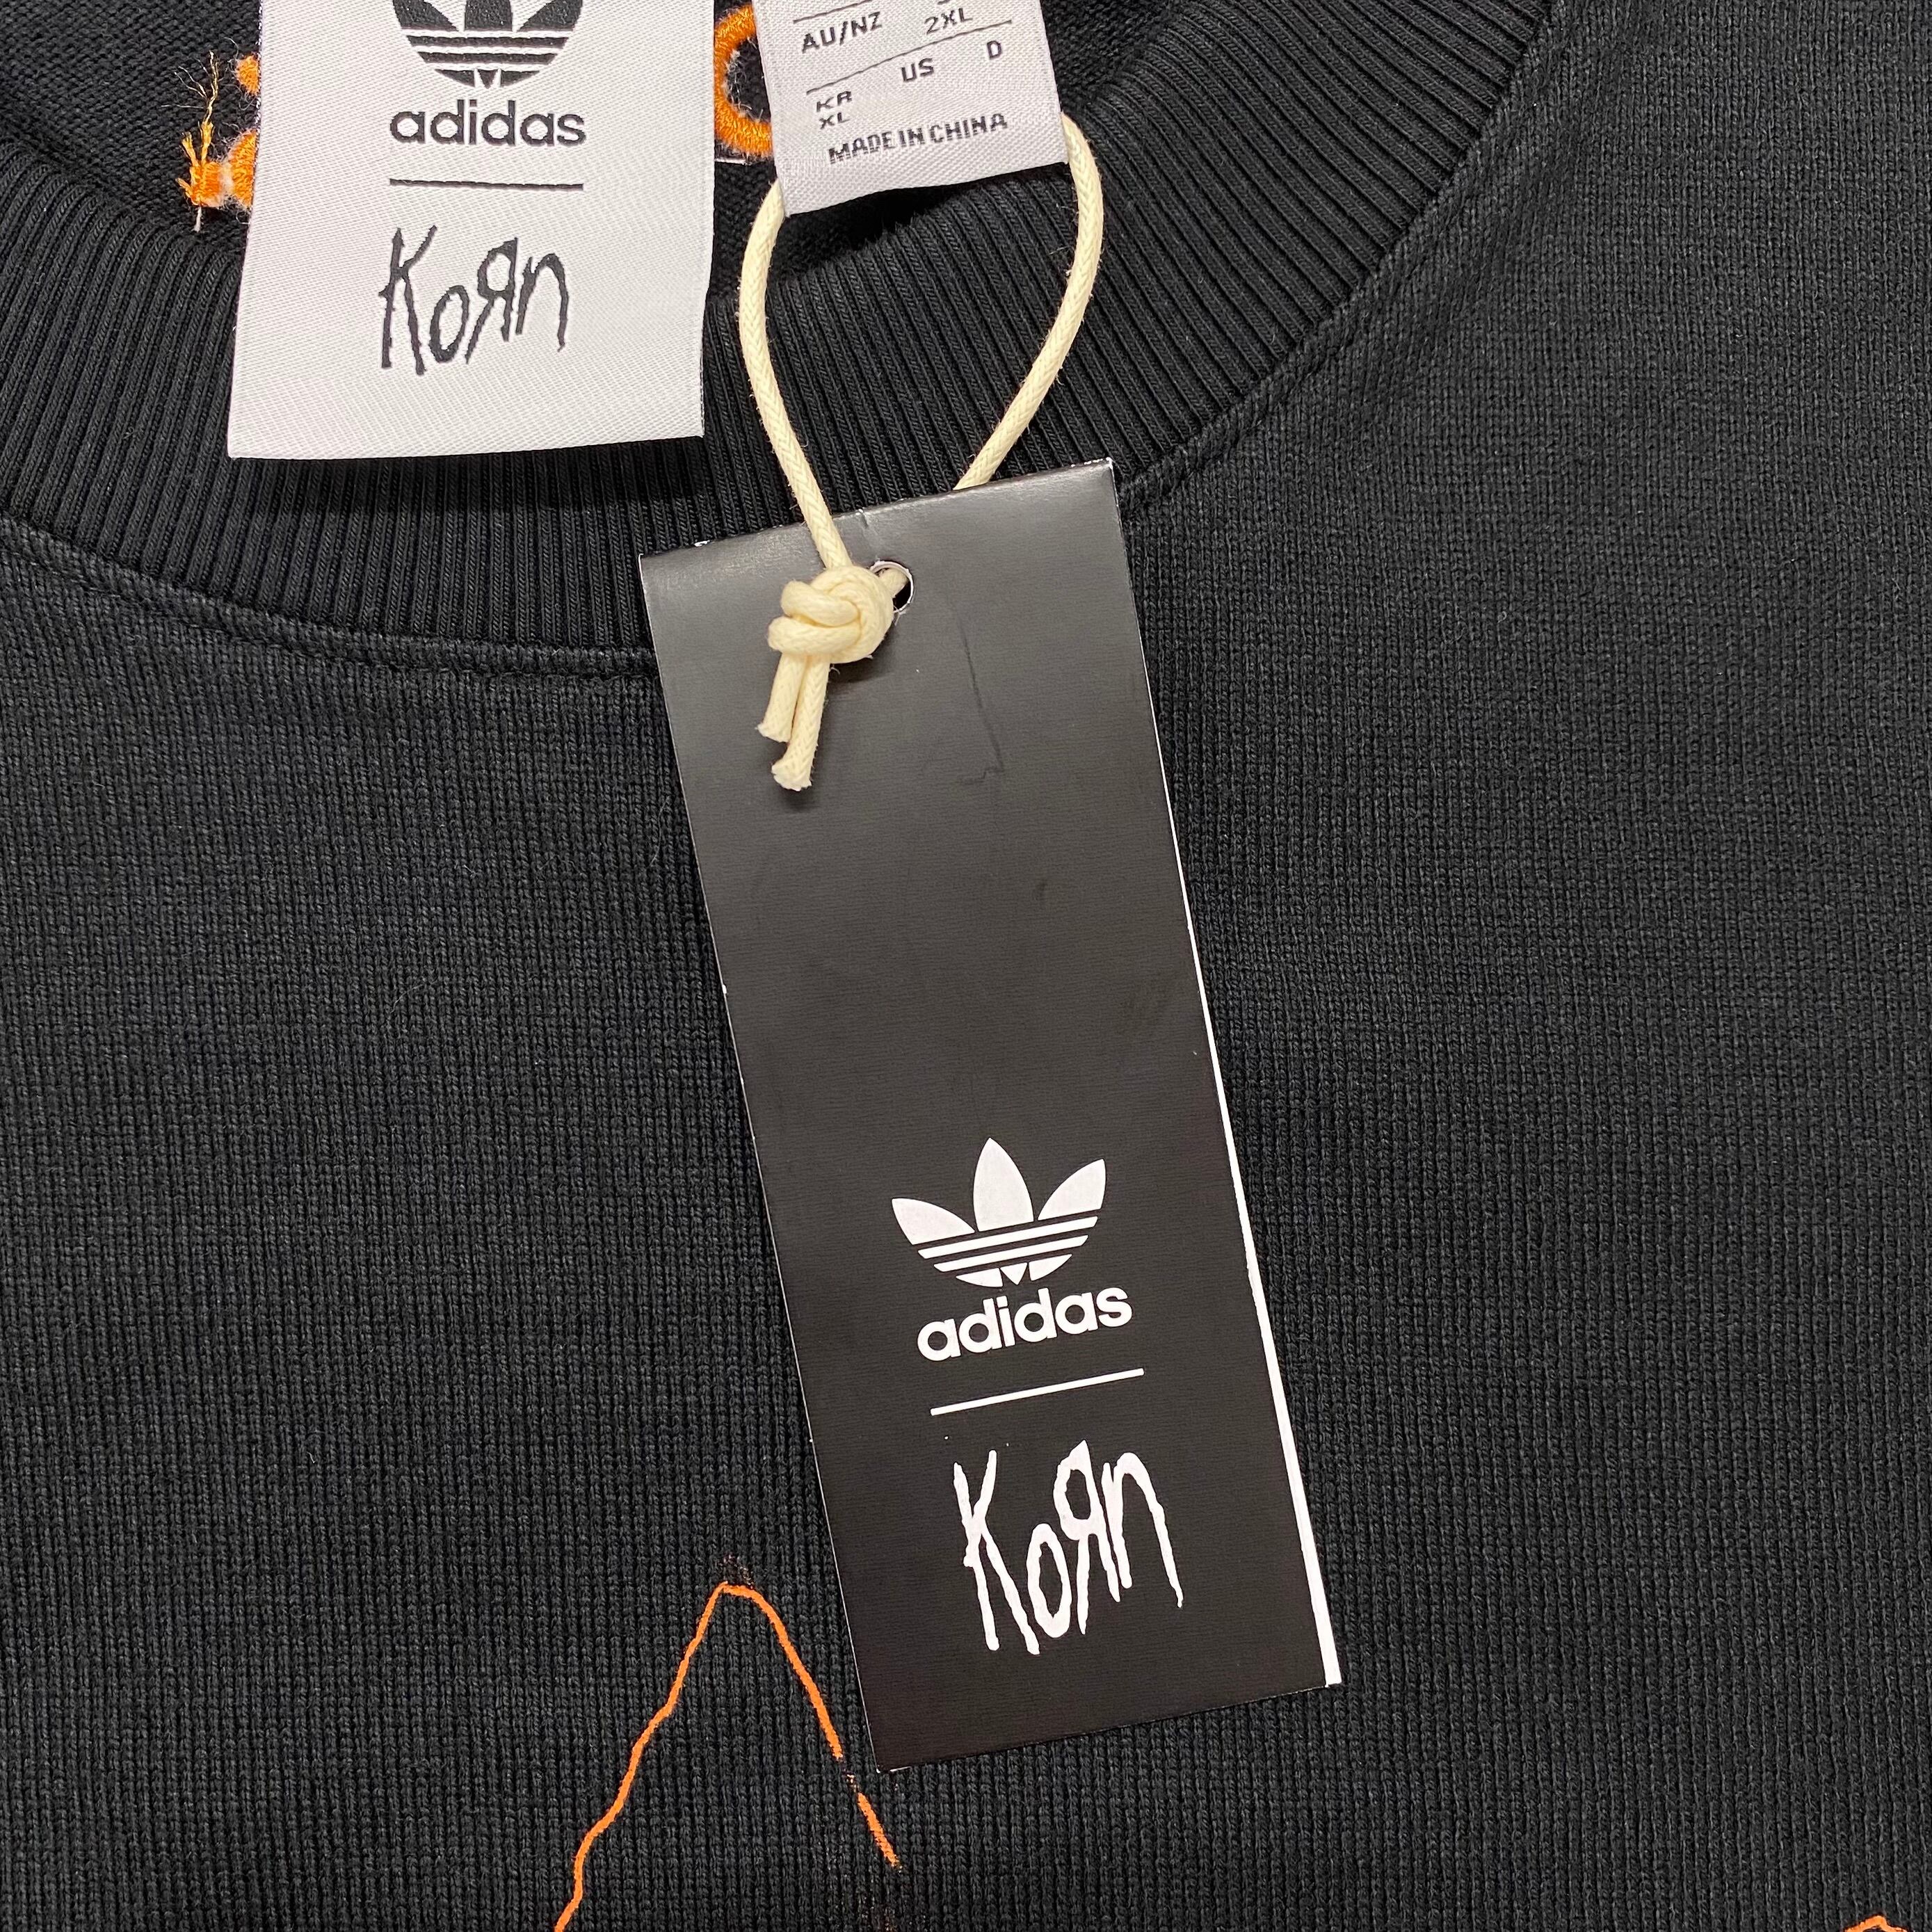 adidas
KoЯn
AU/NZ 2XL
US D
KR
XL
MADE IN CHINA
adidas
KoЯn